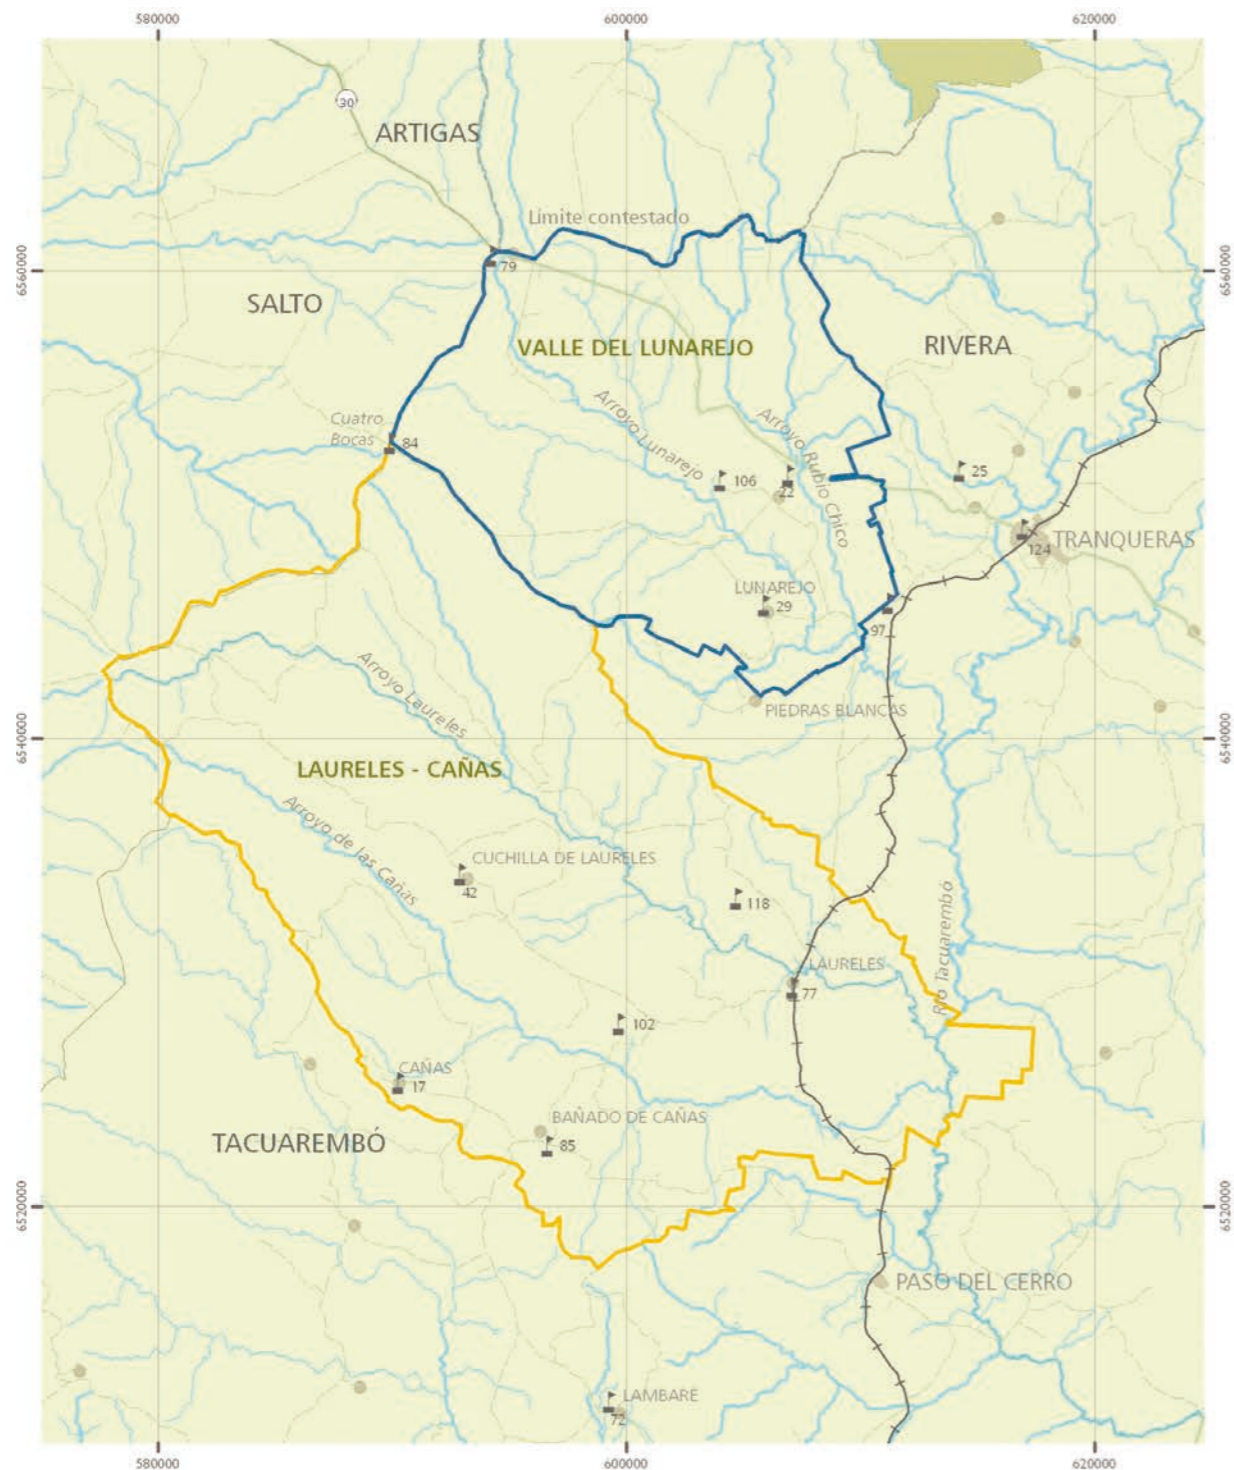 580000
600000
620000
30
ARTIGAS
Límite contestado
6560000
79
6560000
SALTO
VALLE DEL LUNAREJO
RIVERA
Arroyo Lunarejo
Arroyo Rubio Chico
Cuatro
Bocas
84
106
22
25
124
TRANQUERAS
LUNAREJO
29
97
PIEDRAS BLANCAS
Arroyo Laureles
6540000
6540000
LAURELES - CAÑAS
Arroyo de las Cañas
CUCHILLA DE LAURELES
42
118
Río Tacuarembó
LAURELES
77
102
CAÑAS
17
BAÑADO DE CAÑAS
85
TACUAREMBÓ
6520000
6520000
PASO DEL CERRO
LAMBARÉ
72
580000
600000
620000